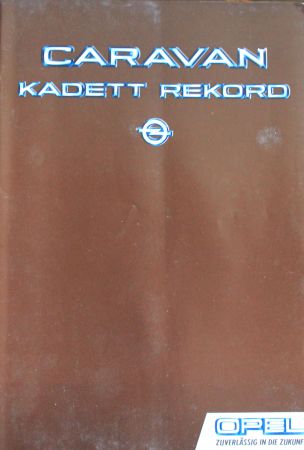 CARAVAN
KADETT REKORD
OPEL
ZUVERLÄSSIG IN DIE ZUKUNF